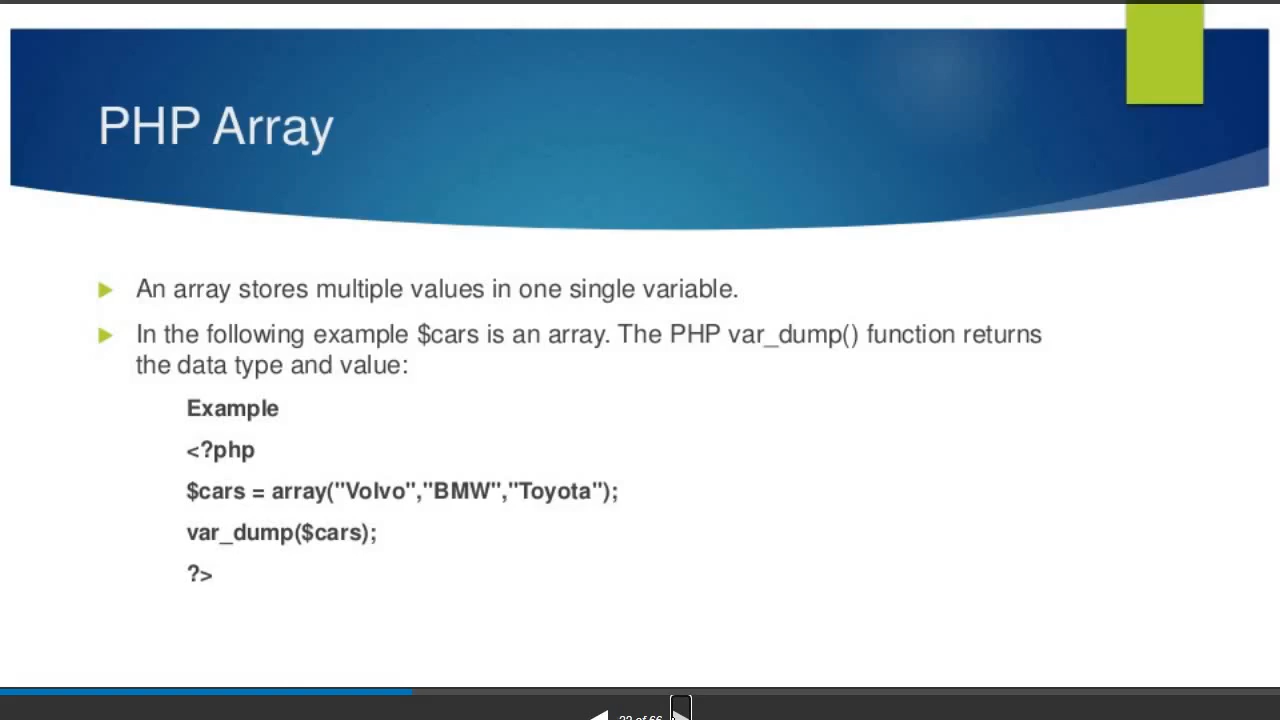 PHP Array
An array stores multiple values in one single variable.
In the following example $cars is an array. The PHP var_dump() function returns
the data type and value:
Example
<?php
$cars = array("Volvo","BMW","Toyota");
var_dump($cars);
?>